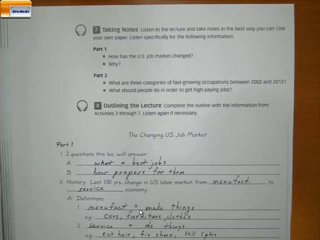 7 Taking Notes Listen to the lecture and take notes in the best way you can. Use
your own paper. Listen specifically for the following information:
Part 1
• How has the U.S. job market changed?
• Why?
Part 2
• What are three categories of fast-growing occupations between 2002 and 2012?
• What should people do in order to get high-paying jobs?
8 Outlining the Lecture Complete the outline with the information from
Activities 3 through 7. Listen again if necessary.
The Changing U.S. Job Market
Part 1
I. 2 questions this lec will answer:
A. what = best jobs
B. how prepare for them
II. History: Last 100 yrs. change in US labor market from manufact. to
service economy
A. Definitions
1. manufact = make things
eg. cars, furniture, clothes
2. service = do things
eg. cut hair, fix shoes, sell